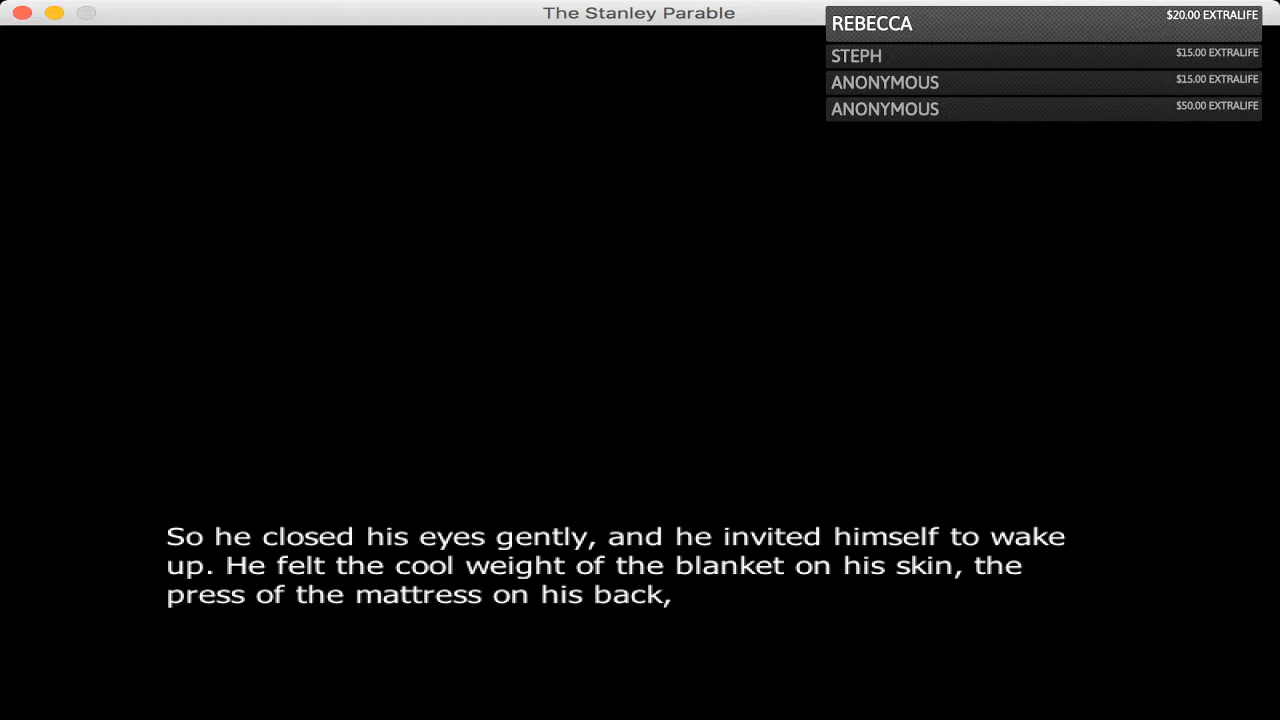 The Stanley Parable
REBECCA $20.00 EXTRALIFE
STEPH $15.00 EXTRALIFE
ANONYMOUS $15.00 EXTRALIFE
ANONYMOUS $50.00 EXTRALIFE
So he closed his eyes gently, and he invited himself to wake
up. He felt the cool weight of the blanket on his skin, the
press of the mattress on his back,